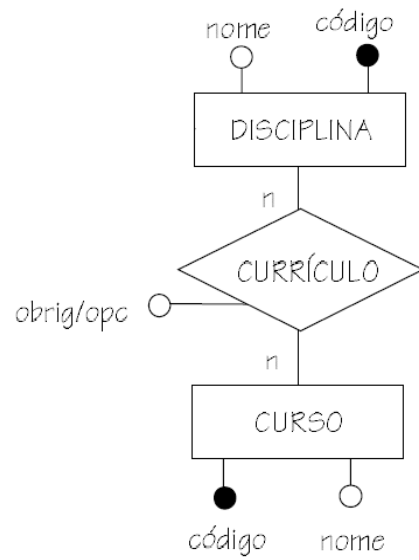 nome
código
DISCIPLINA
n
CURRÍCULO
obrig/opc
n
CURSO
código
nome